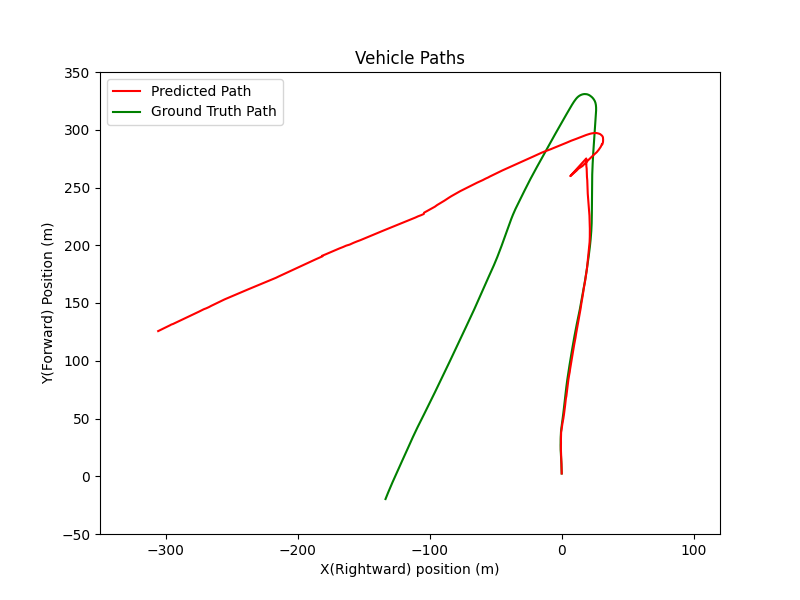 Vehicle Paths
Predicted Path
Ground Truth Path
350
300
250
200
150
100
50
0
−50
Y(Forward) Position (m)
−300
−200
−100
0
100
X(Rightward) position (m)